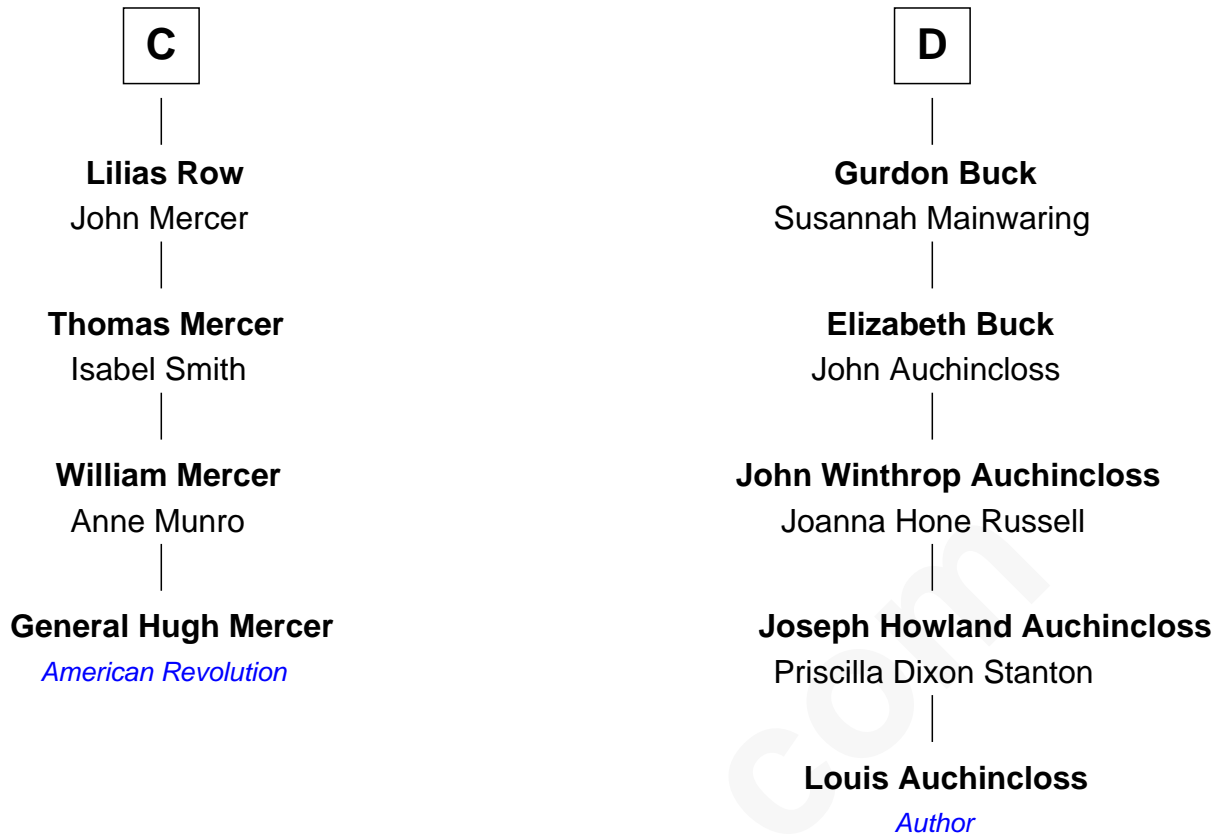 C
Lilias Row
John Mercer
Thomas Mercer
Isabel Smith
William Mercer
Anne Munro
General Hugh Mercer
American Revolution
D
Gurdon Buck
Susannah Mainwaring
Elizabeth Buck
John Auchincloss
John Winthrop Auchincloss
Joanna Hone Russell
Joseph Howland Auchincloss
Priscilla Dixon Stanton
Louis Auchincloss
Author
com